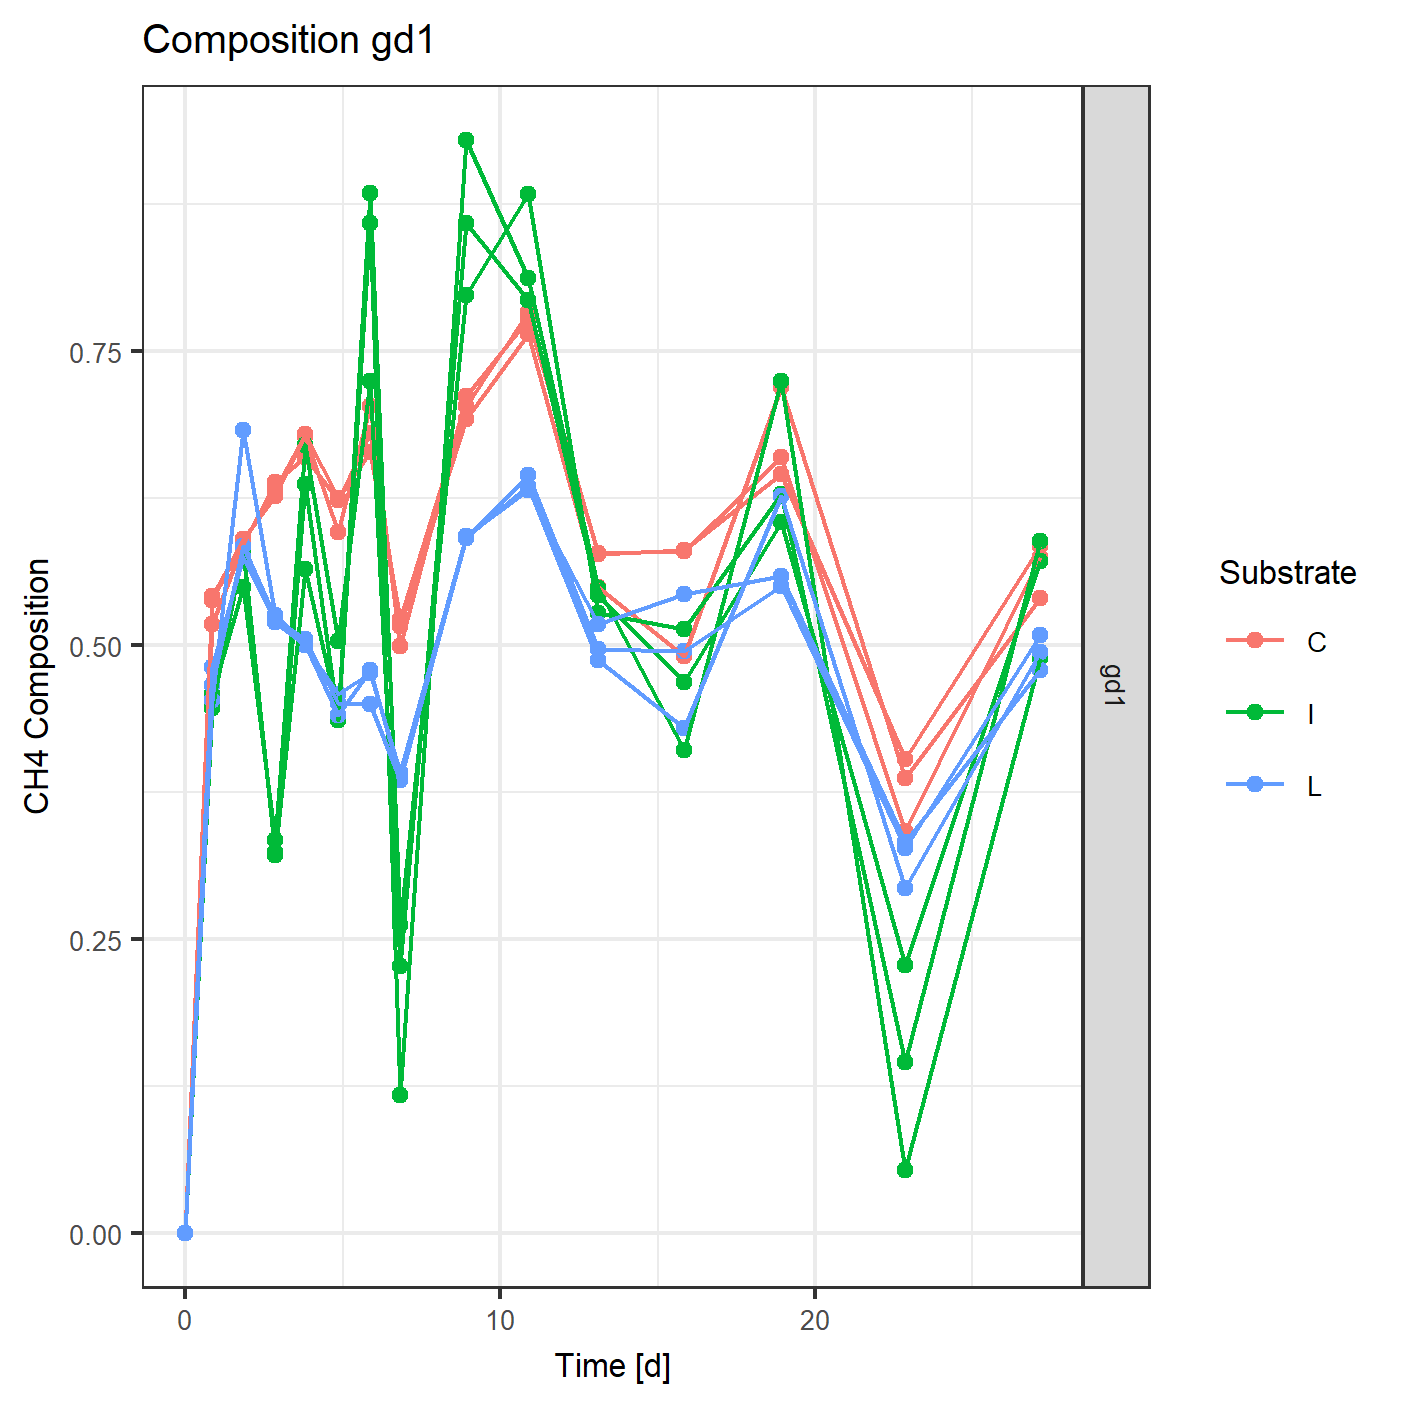 Composition gd1
CH4 Composition
0.75
0.50
0.25
0.00
0
10
20
Time [d]
gd1
Substrate
C
I
L